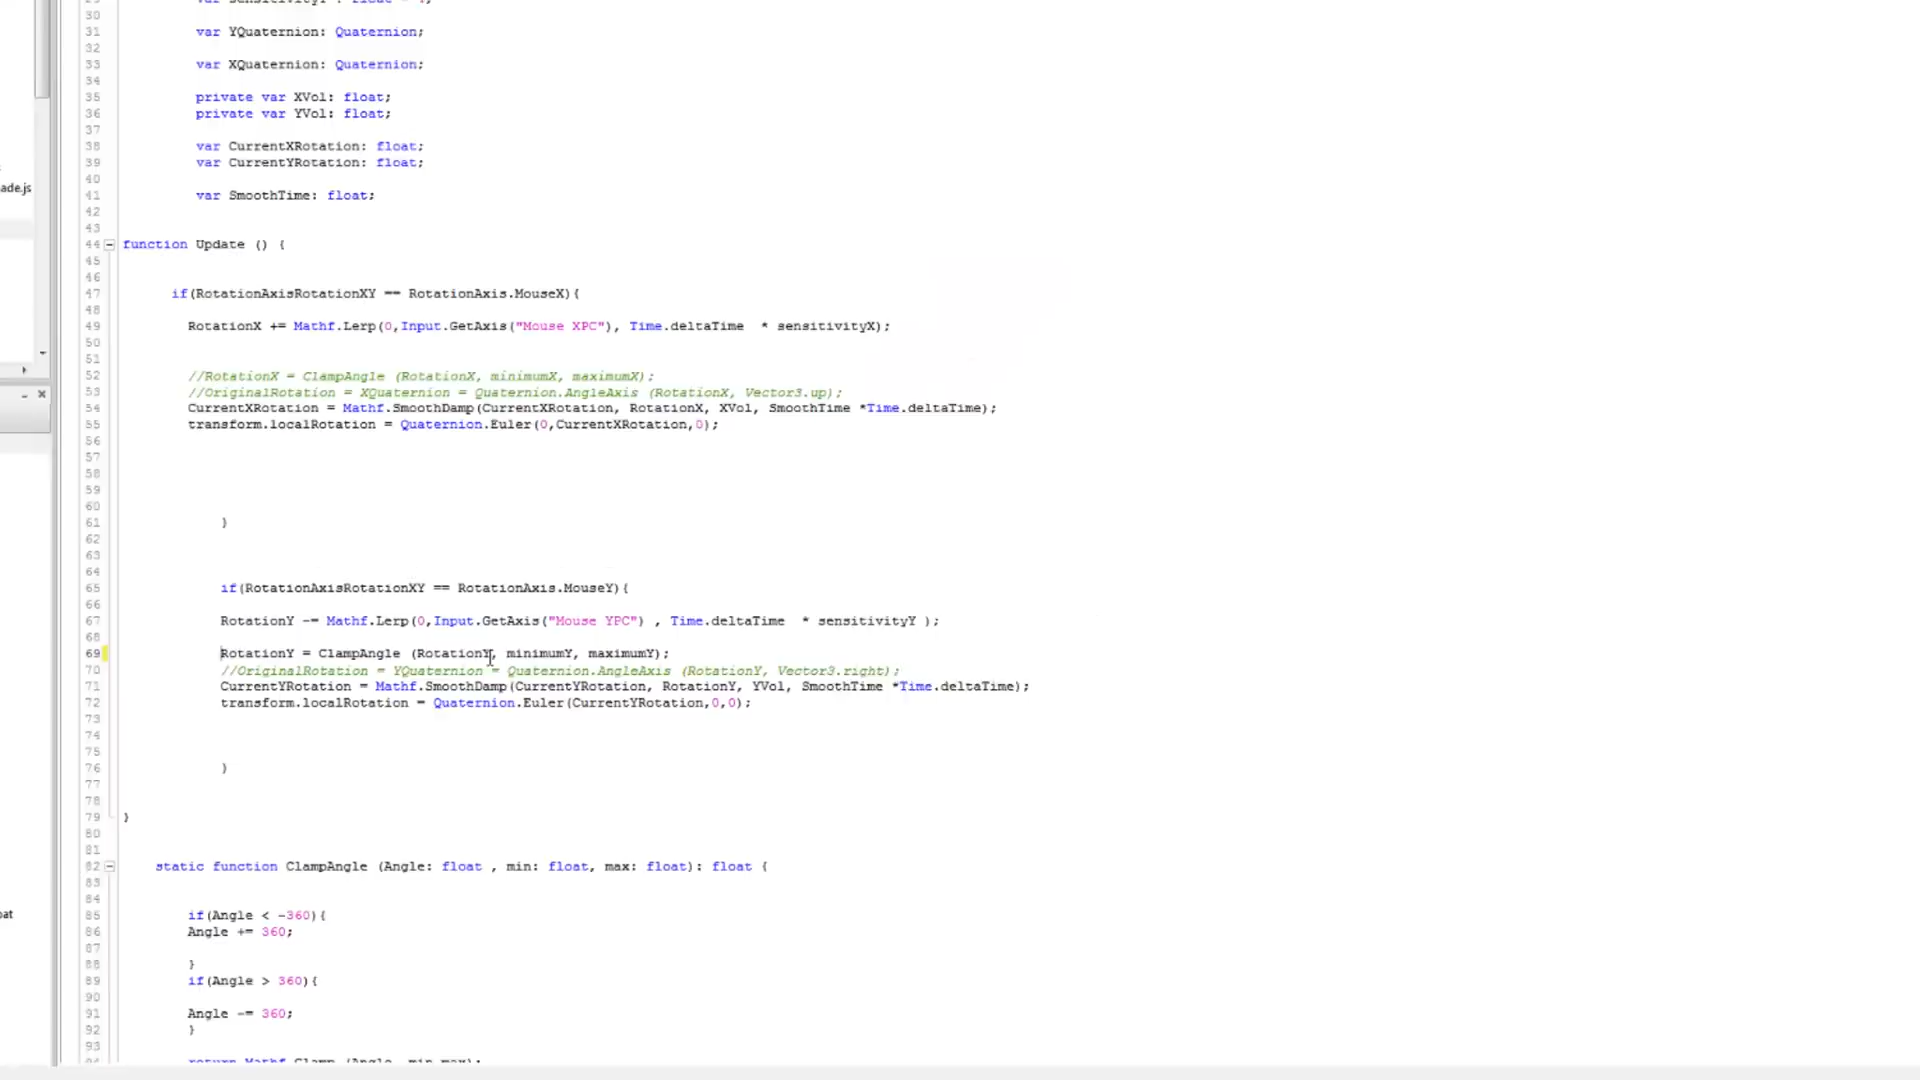 30
31 var YQuaternion: Quaternion;
32
33 var XQuaternion: Quaternion;
34
35 private var XVol: float;
36 private var YVol: float;
37
38 var CurrentXRotation: float;
39 var CurrentYRotation: float;
40
41 var SmoothTime: float;
42
43
44 function Update () {
45
46
47 if(RotationAxisRotationXY == RotationAxis.MouseX){
48
49 RotationX += Mathf.Lerp(0,Input.GetAxis("Mouse XPC"), Time.deltaTime * sensitivityX);
50
51
52 //RotationX = ClampAngle (RotationX, minimumX, maximumX);
53 //OriginalRotation = XQuaternion = Quaternion.AngleAxis (RotationX, Vector3.up);
54 CurrentXRotation = Mathf.SmoothDamp(CurrentXRotation, RotationX, XVol, SmoothTime *Time.deltaTime);
55 transform.localRotation = Quaternion.Euler(0,CurrentXRotation,0);
56
57
58
59
60
61 }
62
63
64
65 if(RotationAxisRotationXY == RotationAxis.MouseY){
66
67 RotationY -= Mathf.Lerp(0,Input.GetAxis("Mouse YPC") , Time.deltaTime * sensitivityY );
68
69 RotationY = ClampAngle (RotationY, minimumY, maximumY);
70 //OriginalRotation = YQuaternion = Quaternion.AngleAxis (RotationY, Vector3.right);
71 CurrentYRotation = Mathf.SmoothDamp(CurrentYRotation, RotationY, YVol, SmoothTime *Time.deltaTime);
72 transform.localRotation = Quaternion.Euler(CurrentYRotation,0,0);
73
74
75
76 }
77
78
79 }
80
81
82 static function ClampAngle (Angle: float , min: float, max: float): float {
83
84
85 if(Angle < -360){
86 Angle += 360;
87
88 }
89 if(Angle > 360){
90
91 Angle -= 360;
92 }
93
return Mathf.Clamp (Angle, min,max);
ade.js
oat